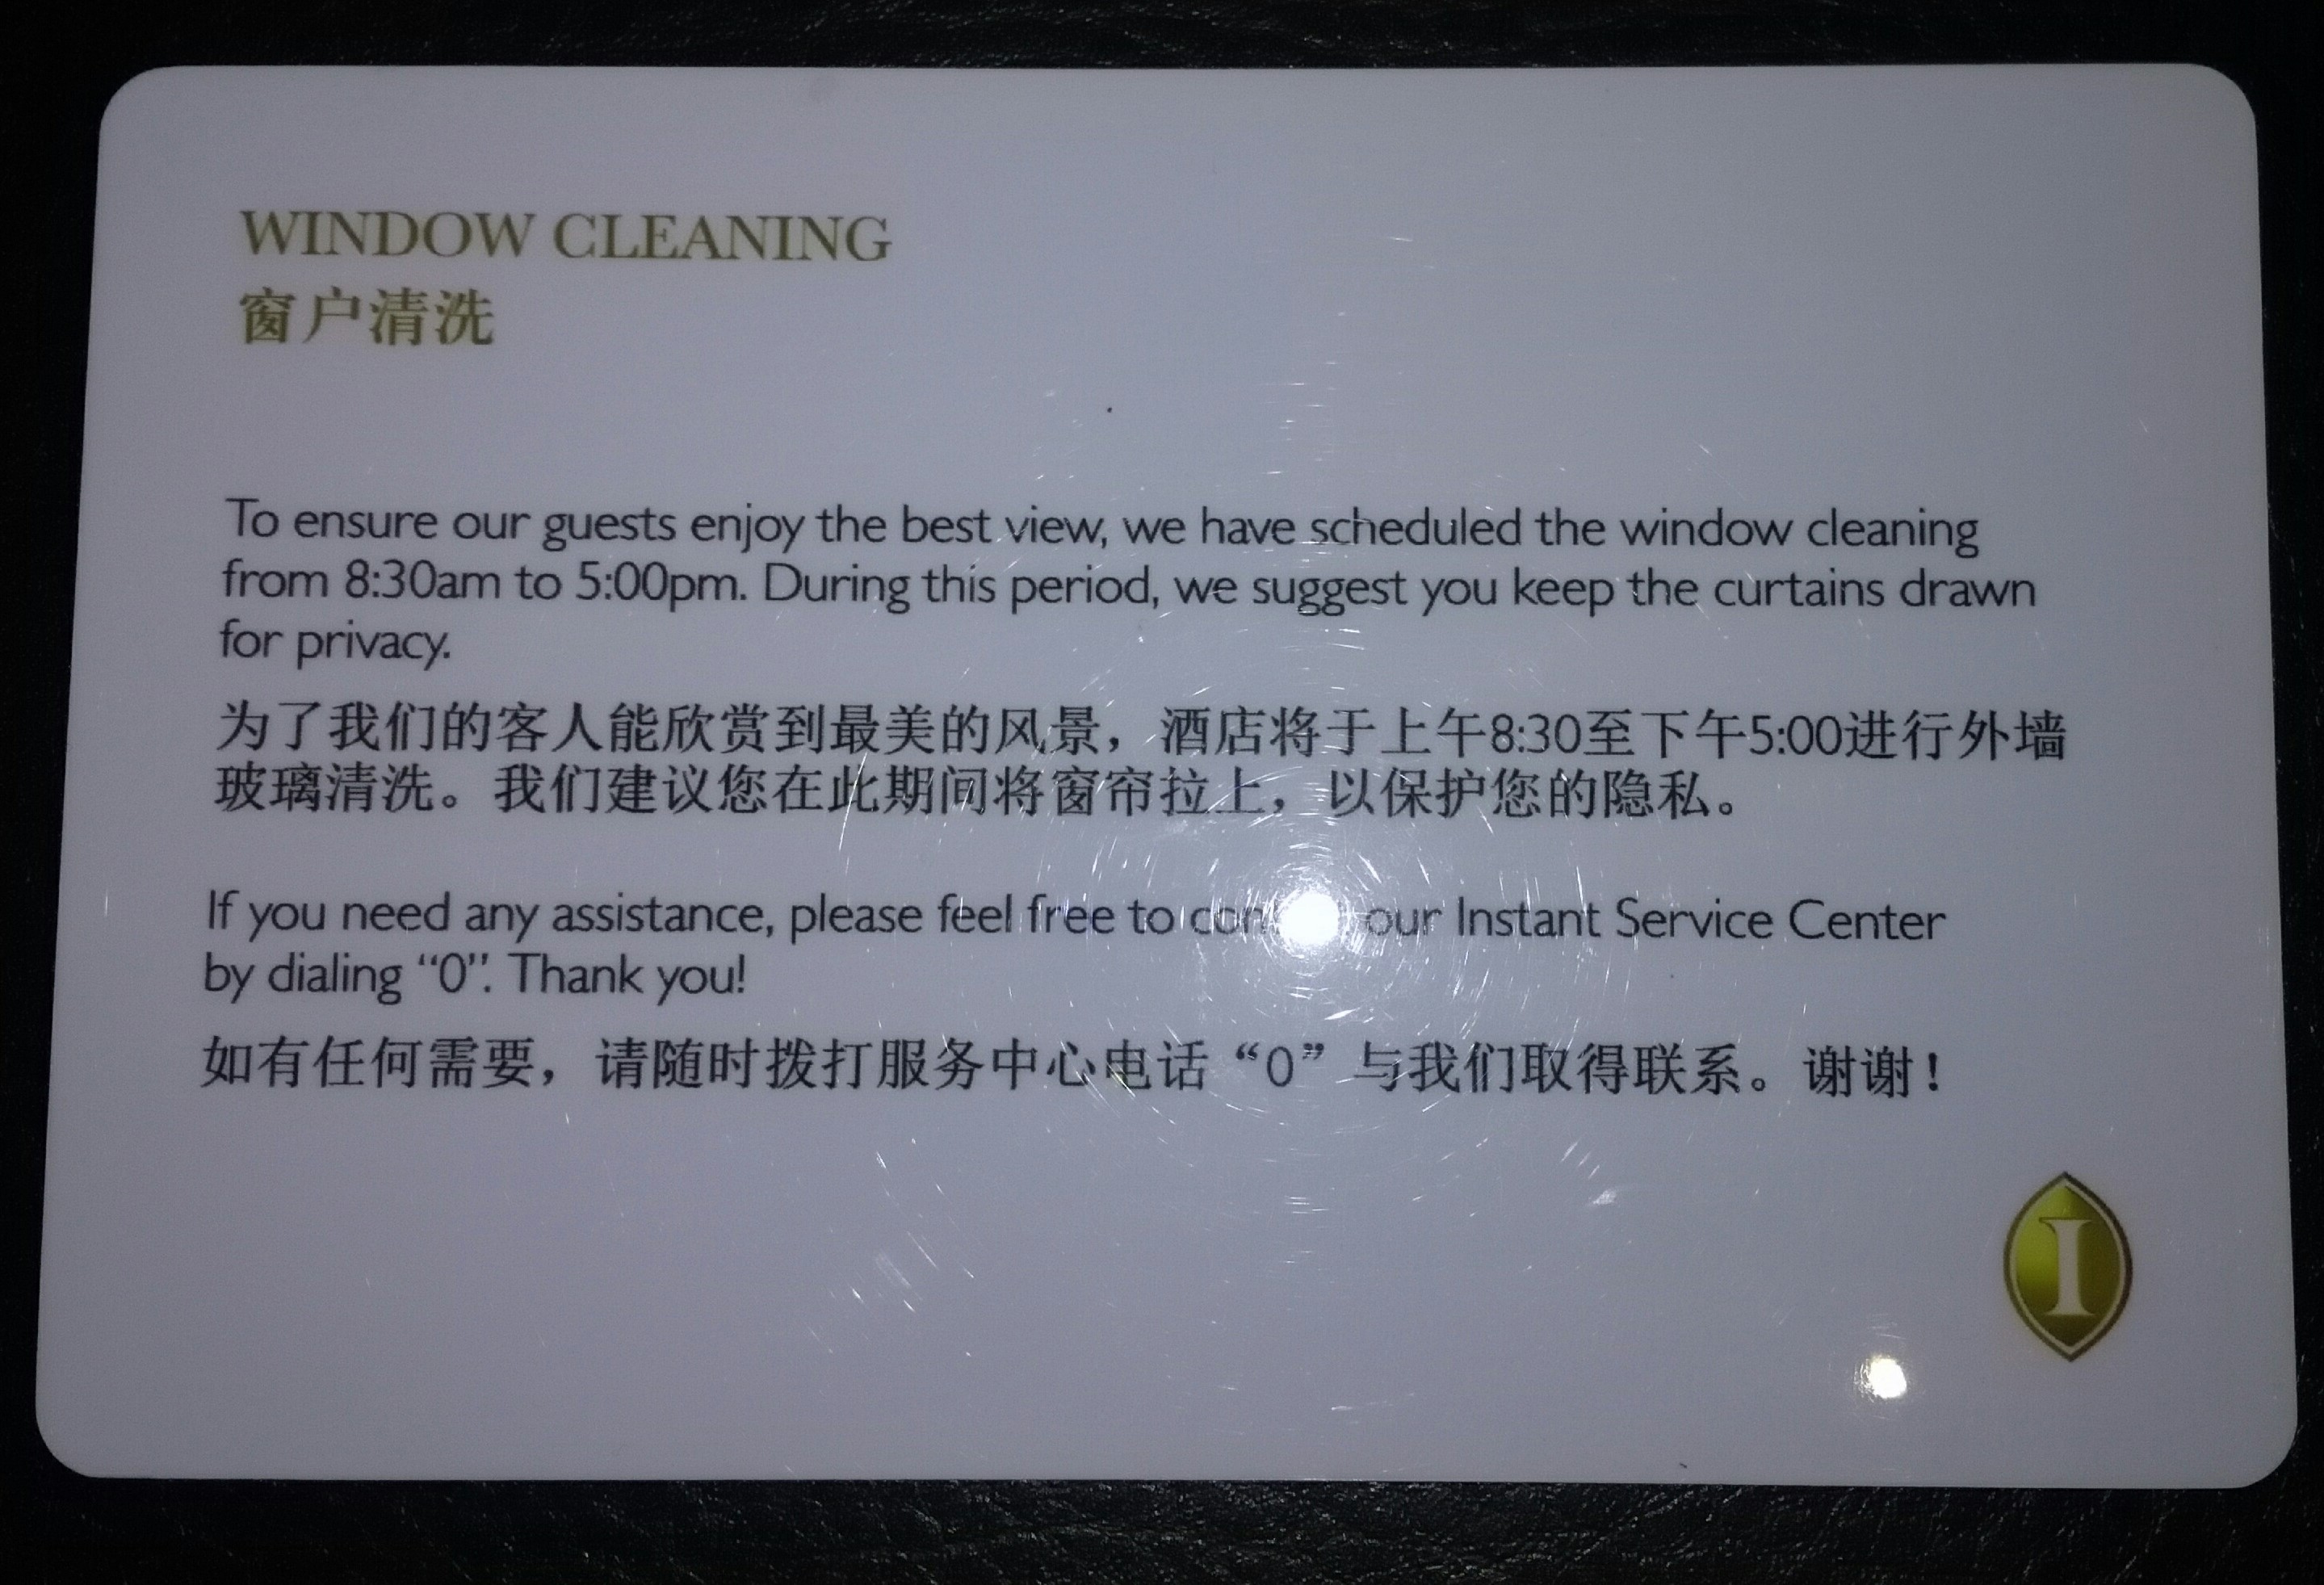 WINDOW CLEANING
窗户清洗
To ensure our guests enjoy the best view, we have scheduled the window cleaning
from 8:30am to 5:00pm. During this period, we suggest you keep the curtains drawn
for privacy.
为了我们的客人能欣赏到最美的风景，酒店将于上午8:30至下午5:00进行外墙
玻璃清洗。我们建议您在此期间将窗帘拉上，以保护您的隐私。
If you need any assistance, please feel free to our Instant Service Center
by dialing “0”. Thank you!
如有任何需要，请随时拨打服务中心电话“0”与我们取得联系。谢谢！
I